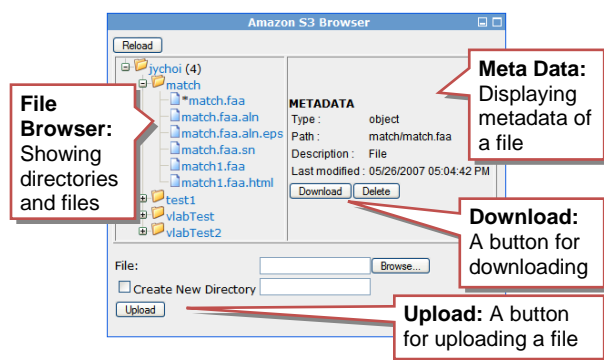 Amazon S3 Browser
Reload
jychoi (4)
match
*match.faa
match.faa.aln
match.faa.aln.eps
match.faa.sn
match1.faa
match1.faa.html
test1
vlabTest
vlabTest2
METADATA
Type : object
Path : match/match.faa
Description : File
Last modified : 05/26/2007 05:04:42 PM
Download Delete
File: Browse...
Create New Directory
Upload
File
Browser:
Showing
directories
and files
Meta Data:
Displaying
metadata of
a file
Download:
A button for
downloading
Upload: A button
for uploading a file